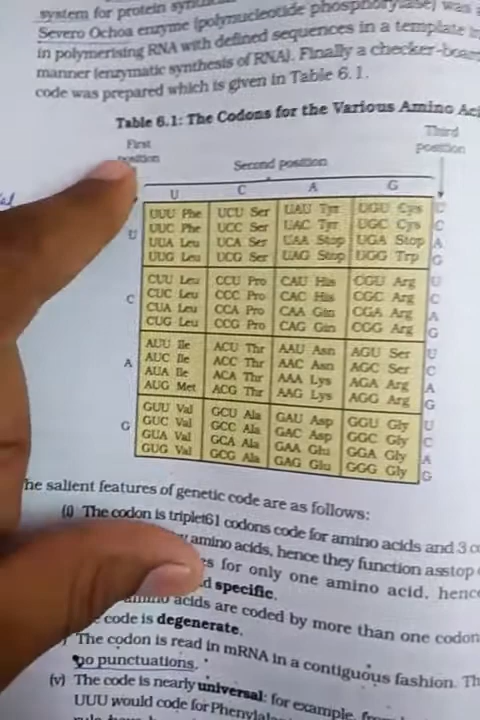 system for protein
Severo Ochoa enzyme (polynucleotide phosphorylase) was
in polymerising RNA with defined sequences in a template
manner (enzymatic synthesis of RNA). Finally a checker-board
code was prepared which is given in Table 6.1.
Table 6.1: The Codons for the Various Amino
First position Second position Third position
U C A G
UUU Phe UCU Ser UAU Tyr UGU Cys U
UUC Phe UCC Ser UAC Tyr UGC Cys C
U UUA Leu UCA Ser UAA Stop UGA Stop A
UUG Leu UCG Ser UAG Stop UGG Trp G
CUU Leu CCU Pro CAU His CGU Arg U
C CUC Leu CCC Pro CAC His CGC Arg C
CUA Leu CCA Pro CAA Gln CGA Arg A
CUG Leu CCG Pro CAG Gln CGG Arg G
AUU Ile ACU Thr AAU Asn AGU Ser U
A AUC Ile ACC Thr AAC Asn AGC Ser C
AUA Ile ACA Thr AAA Lys AGA Arg A
AUG Met ACG Thr AAG Lys AGG Arg G
GUU Val GCU Ala GAU Asp GGU Gly U
G GUC Val GCC Ala GAC Asp GGC Gly C
GUA Val GCA Ala GAA Glu GGA Gly A
GUG Val GCG Ala GAG Glu GGG Gly G
he salient features of genetic code are as follows:
(i) The codon is triplet61 codons code for amino acids and 3
amino acids, hence they function asstop
for only one amino acid, hence
specific.
amino acids are coded by more than one codon
code is degenerate.
The codon is read in mRNA in a contiguous fashion.
no punctuations.
(v) The code is nearly universal: for example,
UUU would code for